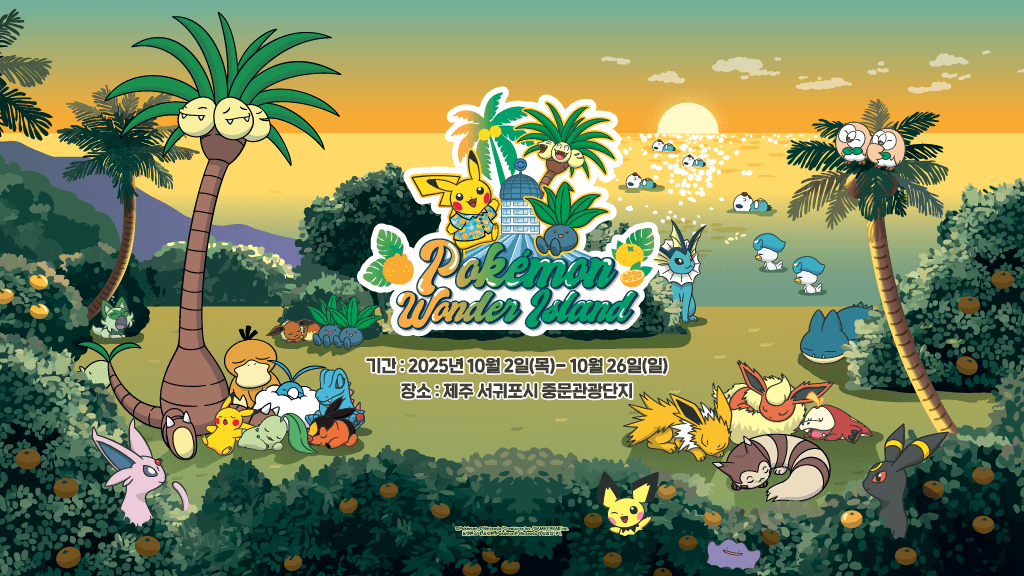 Pokémon
Wonder Island
기간 : 2025년 10월 2일(목)- 10월 26일(일)
장소 : 제주 서귀포시 중문관광단지